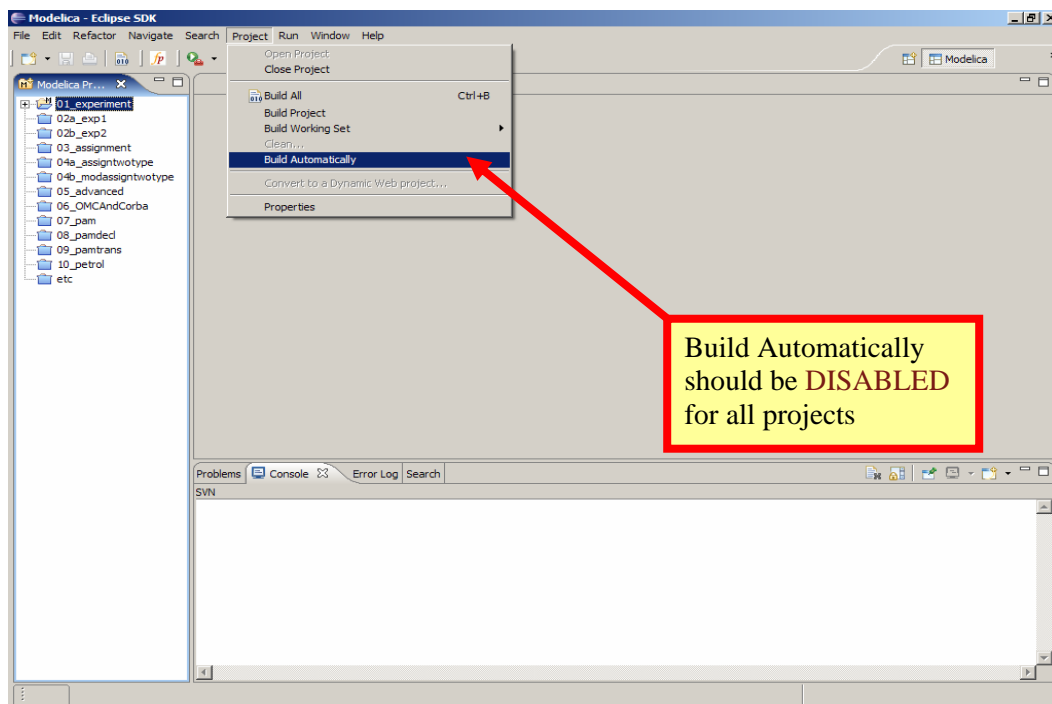 Modelica - Eclipse SDK
File Edit Refactor Navigate Search Project Run Window Help
Modelica
Modelica Pr...
01_experiment
02a_exp1
02b_exp2
03_assignment
04a_assigntwotype
04b_modassigntwotype
05_advanced
06_OMCAndCorba
07_pam
08_pamdecl
09_pamtrans
10_petrol
etc
Open Project
Close Project
Build All Ctrl+B
Build Project
Build Working Set
Clean...
Build Automatically
Convert to a Dynamic Web project...
Properties
Build Automatically
should be DISABLED
for all projects
Problems Console Error Log Search
SVN